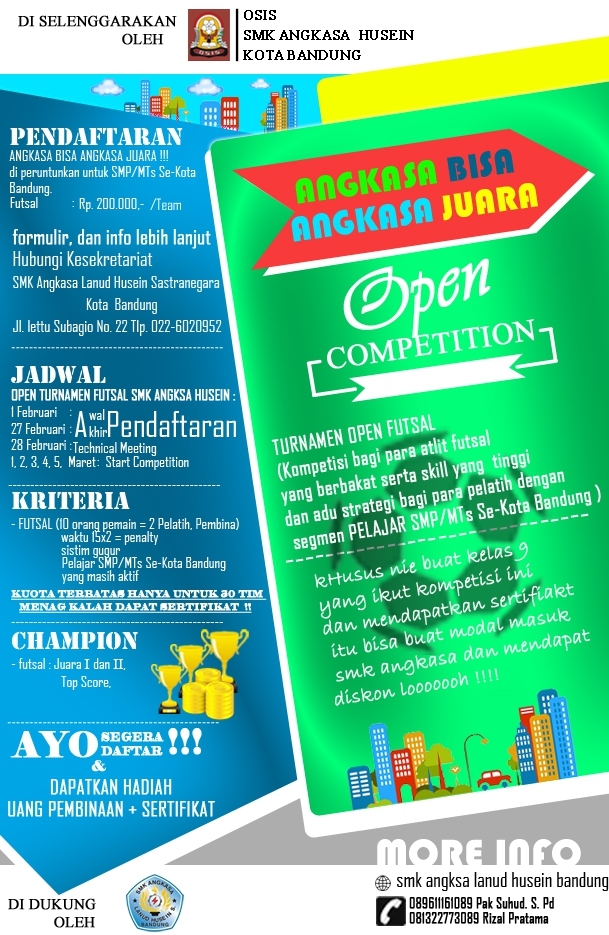 DI SELENGGARAKAN
OLEH
OSIS
OSIS
SMK ANGKASA HUSEIN
KOTA BANDUNG
PENDAFTARAN
ANGKASA BISA ANGKASA JUARA !!!
di peruntunkan untuk SMP/MTs Se-Kota
Bandung.
Futsal : Rp. 200.000,- /Team
formulir, dan info lebih lanjut
Hubungi Kesekretariat
SMK Angkasa Lanud Husein Sastranegara
Kota Bandung
Jl. lettu Subagio No. 22 Tlp. 022-6020952
JADWAL
OPEN TURNAMEN FUTSAL SMK ANGKSA HUSEIN :
1 Februari : Awal Pendaftaran
27 Februari : Akhir Pendaftaran
28 Februari : Technical Meeting
1, 2, 3, 4, 5, Maret : Start Competition
KRITERIA
- FUTSAL (10 orang pemain = 2 Pelatih, Pembina)
waktu 15x2 = penalty
sistim gugur
Pelajar SMP/MTs Se-Kota Bandung
yang masih aktif
KUOTA TERBATAS HANYA UNTUK 30 TIM
MENAG KALAH DAPAT SERTIFIKAT !!
CHAMPION
- futsal : Juara I dan II,
Top Score,
AYO SEGERA DAFTAR !!!
&
DAPATKAN HADIAH
UANG PEMBINAAN + SERTIFIKAT
ANGKASA BISA
ANGKASA JUARA
Open
COMPETITION
TURNAMEN OPEN FUTSAL
(Kompetisi bagi para atlit futsal
yang berbakat serta skill yang tinggi
dan adu strategi bagi para pelatih dengan
segmen PELAJAR SMP/MTs Se-Kota Bandung )
kHusus nie buat kelas 9
yang ikut kompetisi ini
dan mendapatkan sertifiakt
itu bisa buat modal masuk
smk angkasa dan mendapat
diskon looooooh !!!!
MORE INFO
smk angksa lanud husein bandung
089611161089 Pak Suhud. S. Pd
081322773089 Rizal Pratama
DI DUKUNG
OLEH
SMK ANGKASA
LANUD HUSEIN S.
BANDUNG